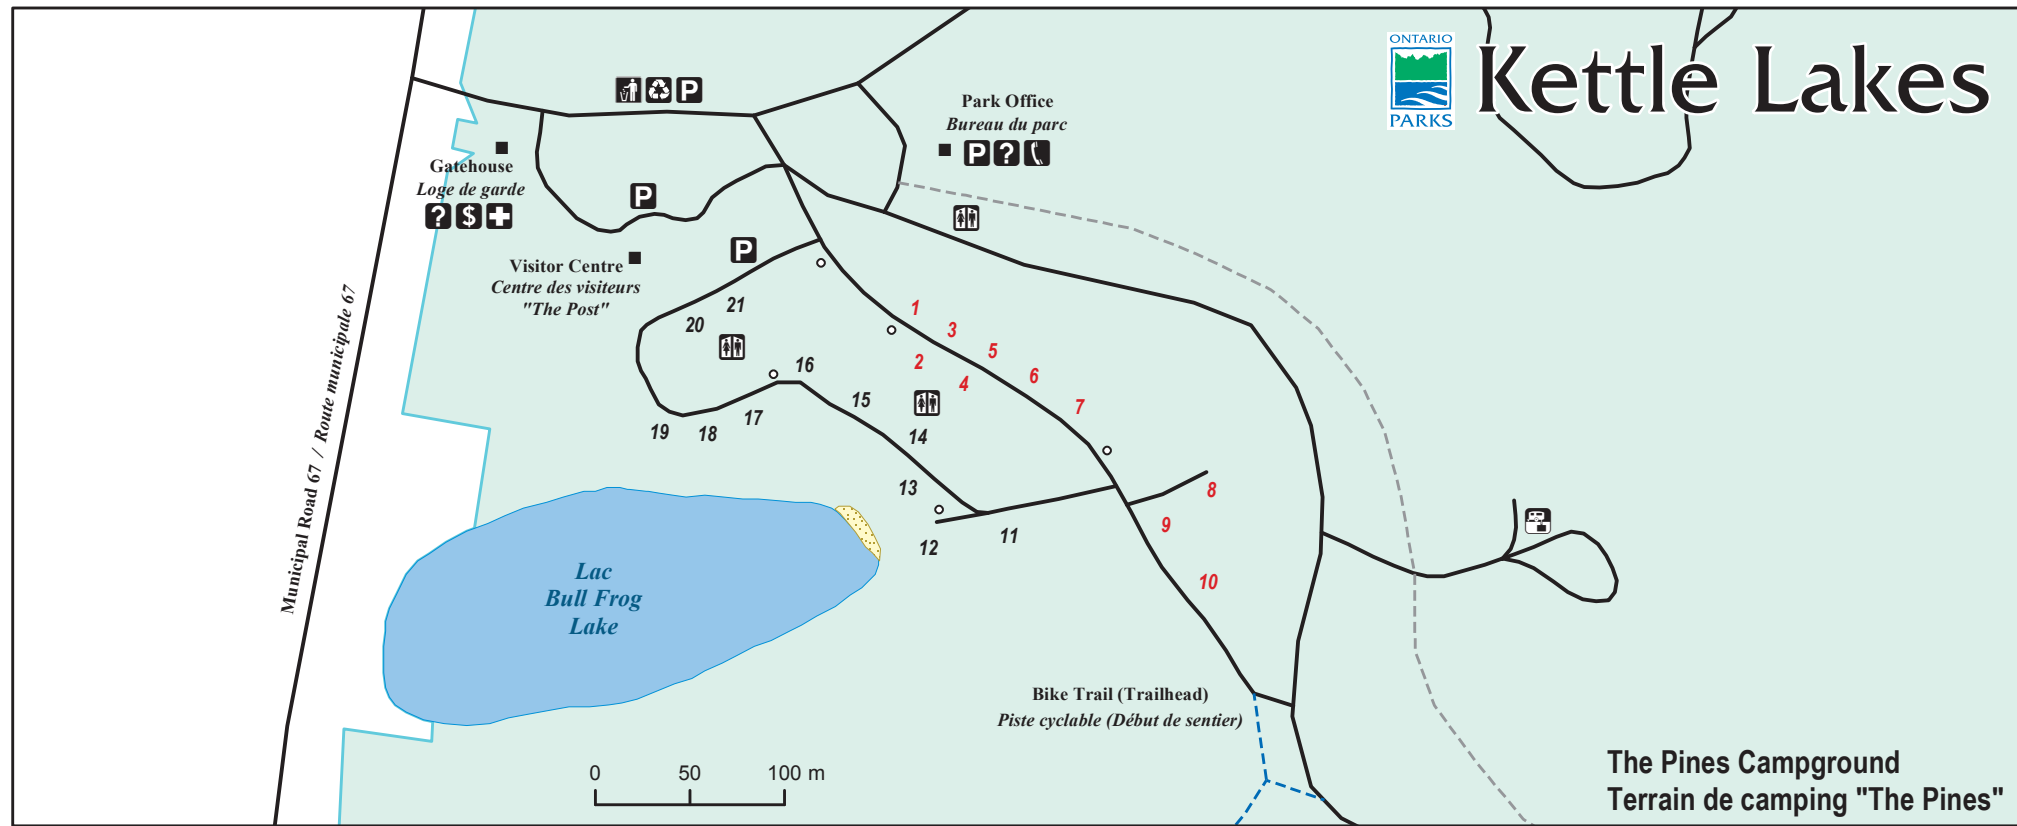 ONTARIO
PARKS
Kettle Lakes
P
Park Office
Bureau du parc
P ?
Gatehouse
Loge de garde
? $
P
P
Visitor Centre
Centre des visiteurs
"The Post"
Municipal Road 67 / Route municipale 67
1
2
3
4
5
6
7
8
9
10
11
12
13
14
15
16
17
18
19
20
21
Lac
Bull Frog
Lake
Bike Trail (Trailhead)
Piste cyclable (Début de sentier)
0 50 100 m
The Pines Campground
Terrain de camping "The Pines"